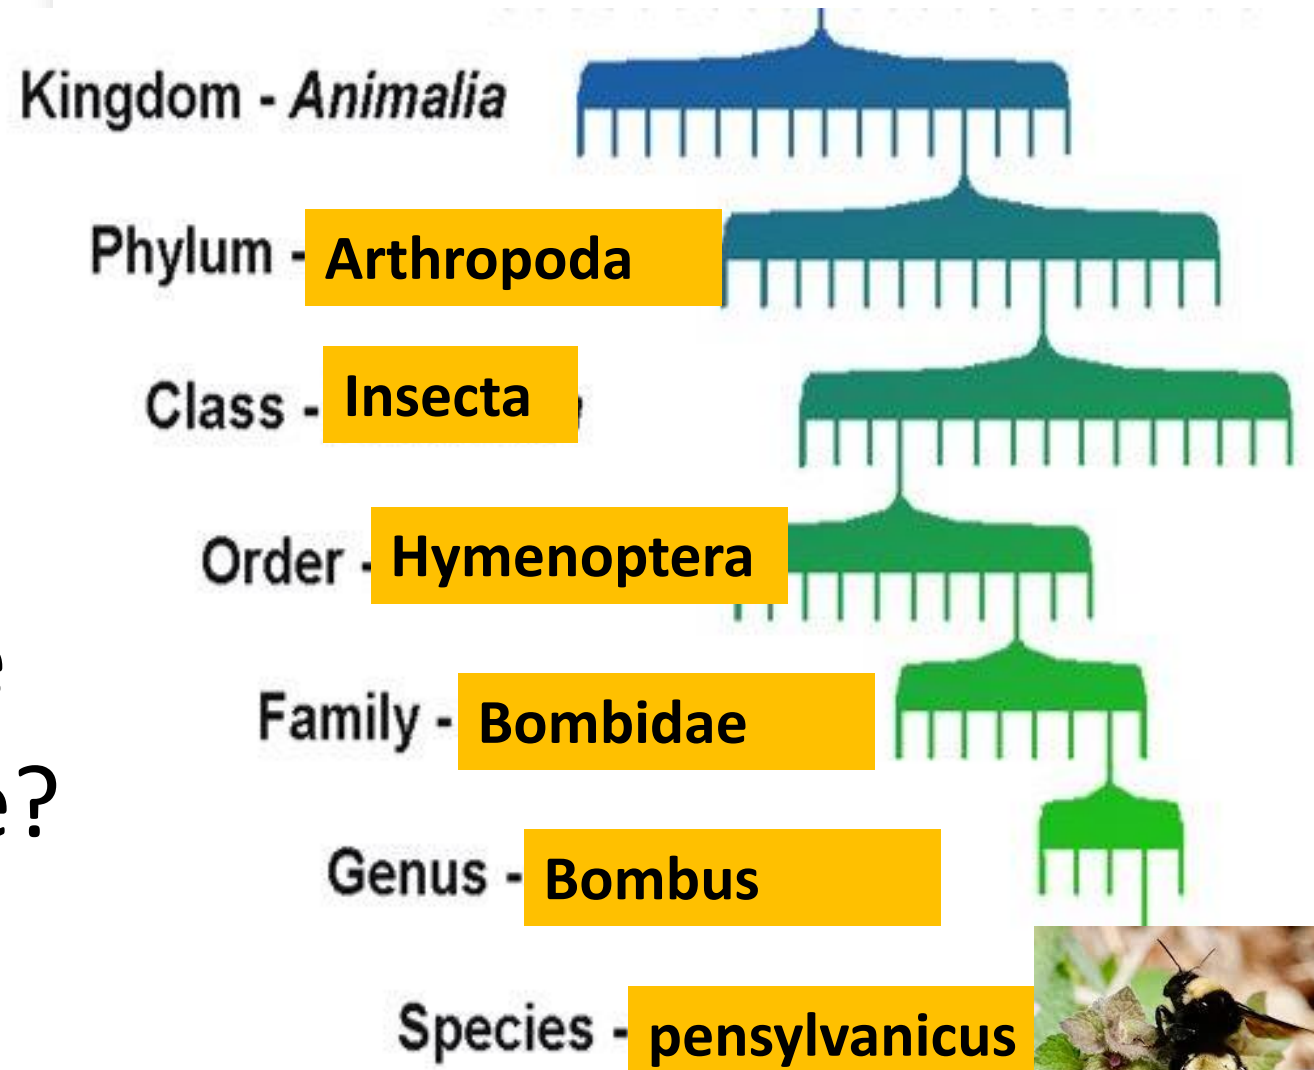 Kingdom - Animalia
Phylum - Arthropoda
Class - Insecta
Order - Hymenoptera
Family - Bombidae
e?
Genus - Bombus
Species - pensylvanicus